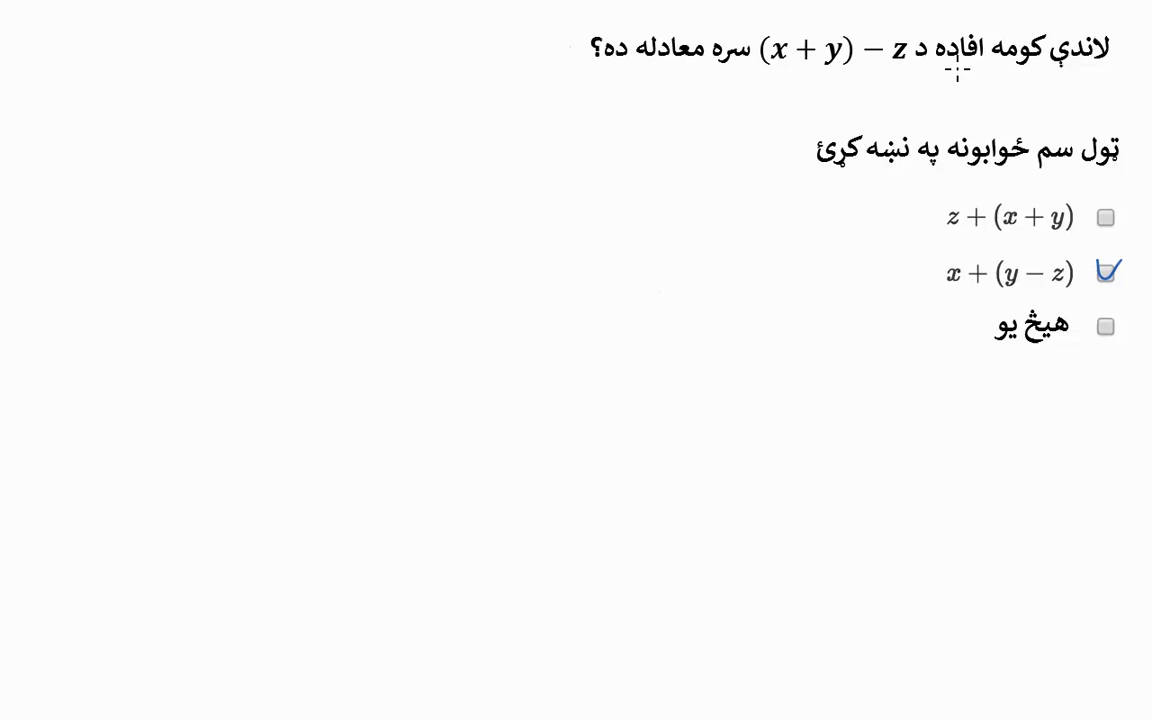 لاندې کومه افاده د (x + y) − z سره معادله ده؟
ټول سم ځوابونه په نښه کړئ
z + (x + y)
x + (y − z)
هیڅ یو